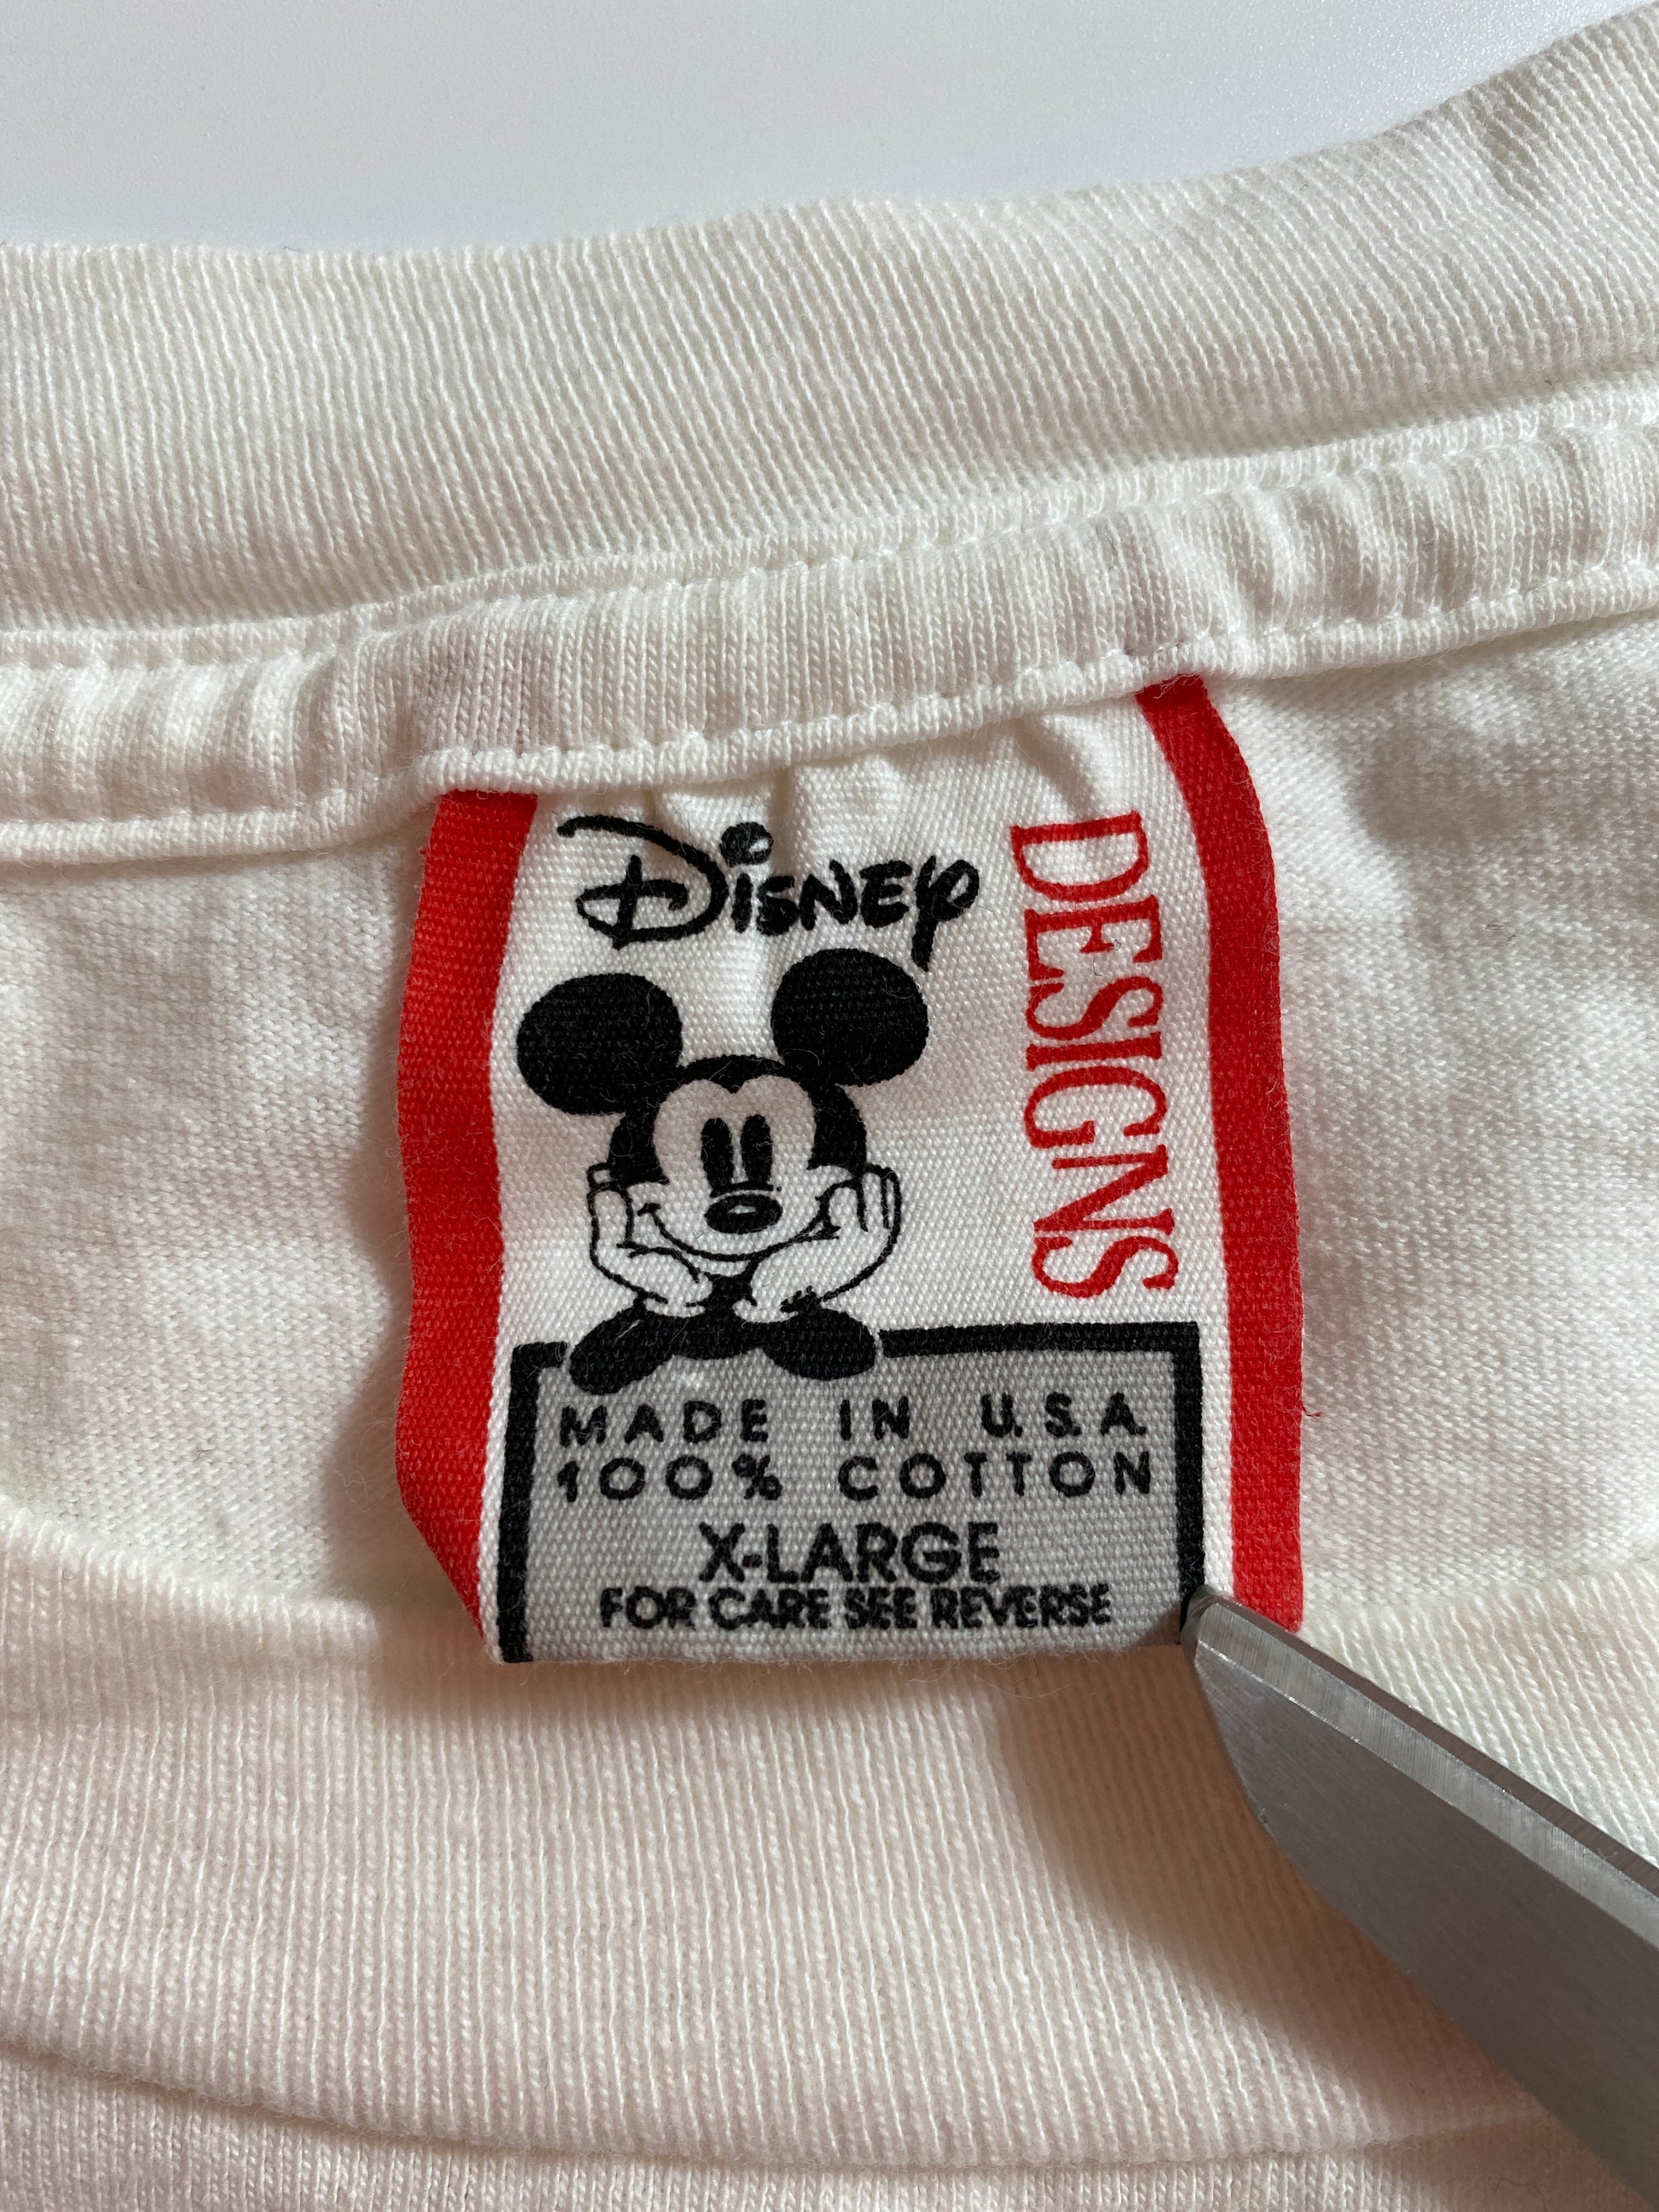 Disney
DESIGNS
MADE IN U.S.A.
100% COTTON
X-LARGE
FOR CARE SEE REVERSE